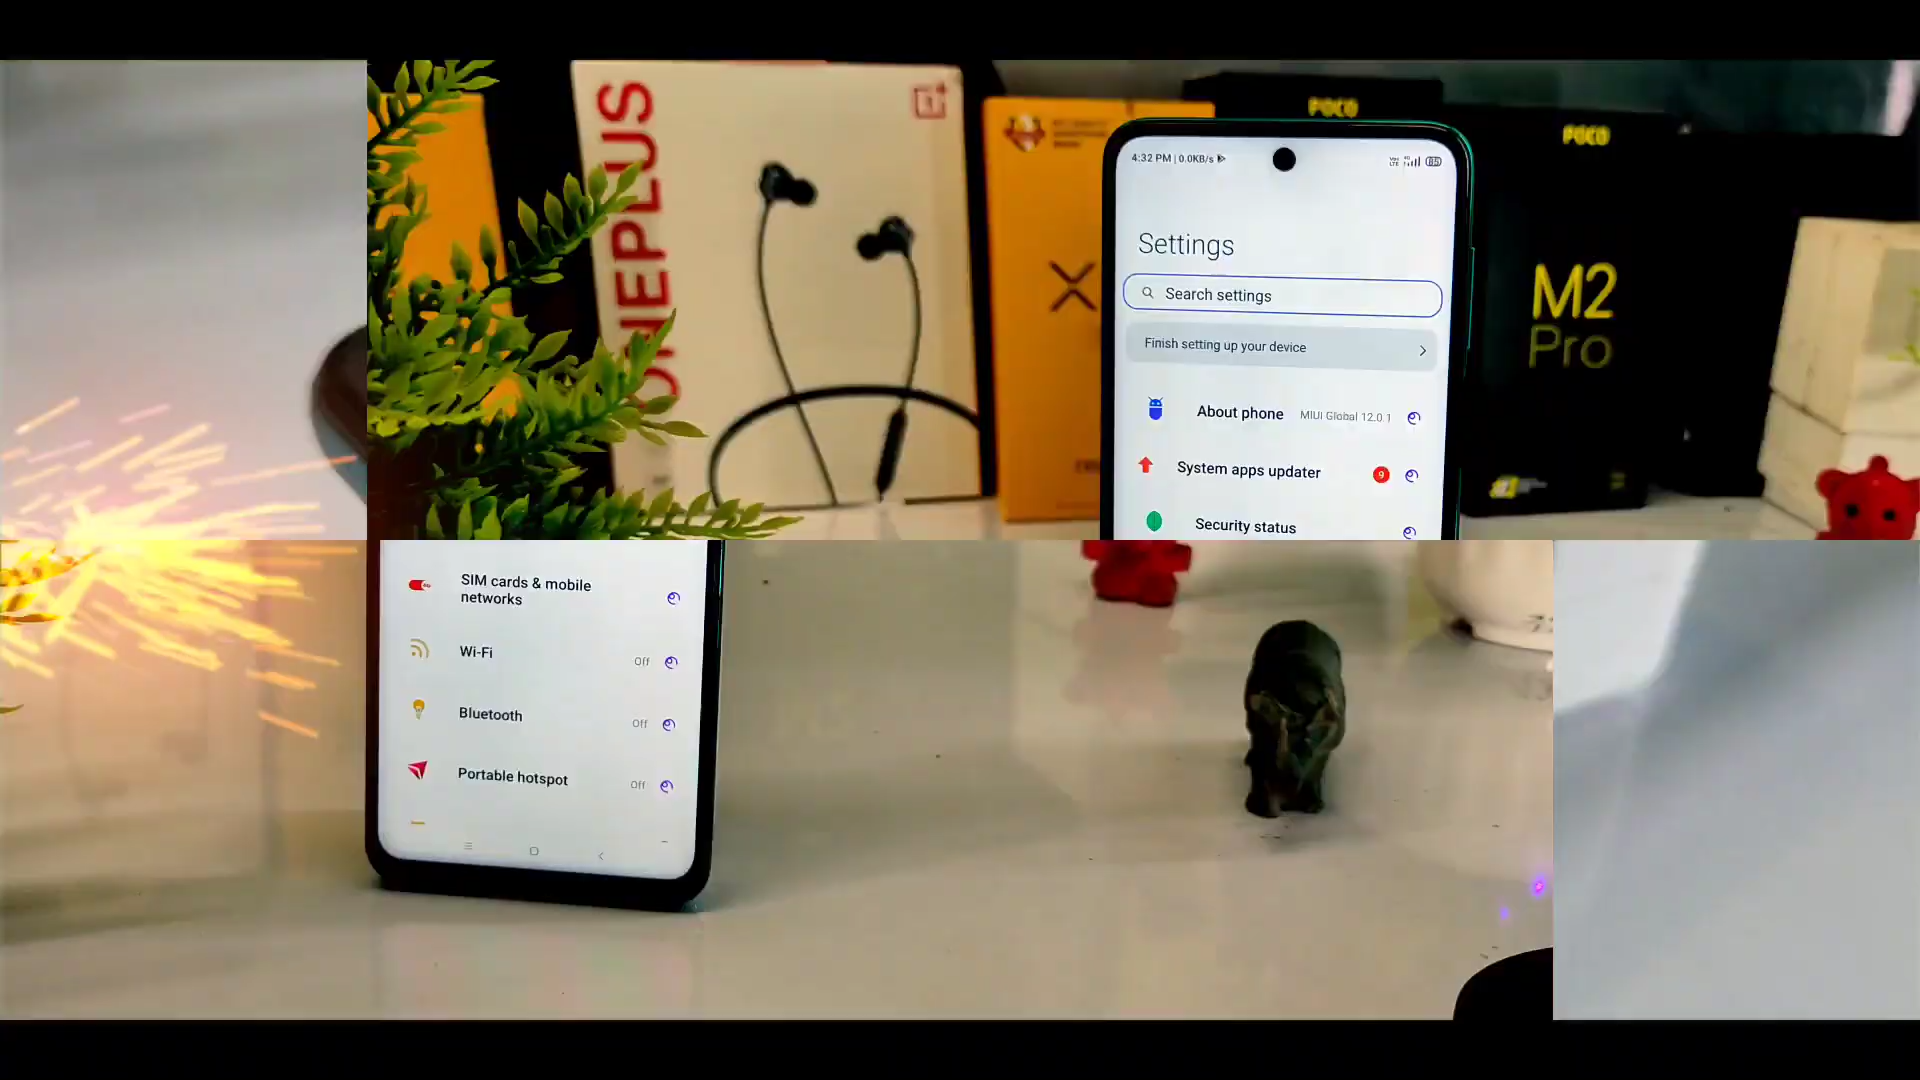 ONEPLUS
POCO
POCO
M2
Pro
4:32 PM | 0.0KB/s
Settings
Search settings
Finish setting up your device
About phone MIUI Global 12.0 1
System apps updater 9
Security status
SIM cards & mobile
networks
Wi-Fi Off
Bluetooth Off
Portable hotspot Off